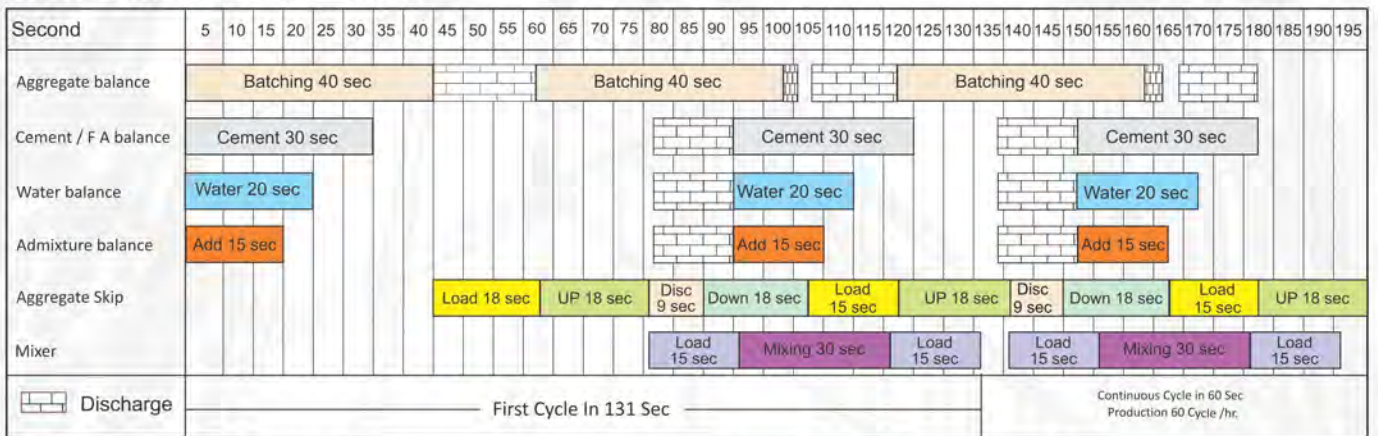 Second 5 10 15 20 25 30 35 40 45 50 55 60 65 70 75 80 85 90 95 100 105 110 115 120 125 130 135 140 145 150 155 160 165 170 175 180 185 190 195
Aggregate balance Batching 40 sec Batching 40 sec Batching 40 sec
Cement / F A balance Cement 30 sec Cement 30 sec Cement 30 sec
Water balance Water 20 sec Water 20 sec Water 20 sec
Admixture balance Add 15 sec Add 15 sec Add 15 sec
Aggregate Skip Load 18 sec UP 18 sec Disc 9 sec Down 18 sec Load 15 sec UP 18 sec Disc 9 sec Down 18 sec Load 15 sec UP 18 sec
Mixer Load 15 sec Mixing 30 sec Load 15 sec Load 15 sec Mixing 30 sec Load 15 sec
Discharge First Cycle In 131 Sec
Continuous Cycle in 60 Sec
Production 60 Cycle /hr.